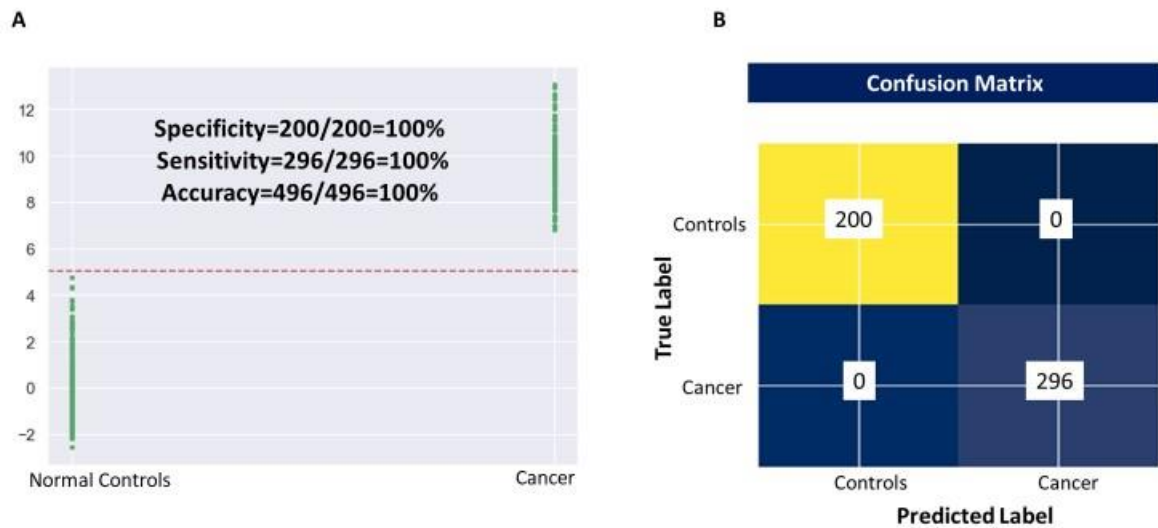 A
B
Specificity=200/200=100%
Sensitivity=296/296=100%
Accuracy=496/496=100%
12
10
8
6
4
2
0
−2
Normal Controls
Cancer
Confusion Matrix
True Label
Controls
200
0
Cancer
0
296
Controls
Cancer
Predicted Label